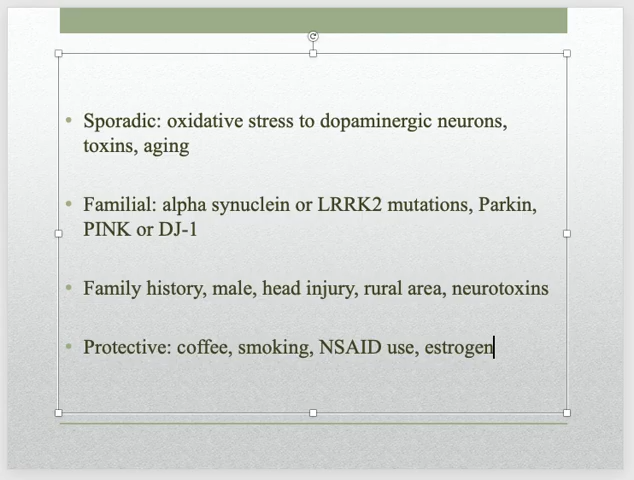 • Sporadic: oxidative stress to dopaminergic neurons,
toxins, aging
• Familial: alpha synuclein or LRRK2 mutations, Parkin,
PINK or DJ-1
• Family history, male, head injury, rural area, neurotoxins
• Protective: coffee, smoking, NSAID use, estrogen